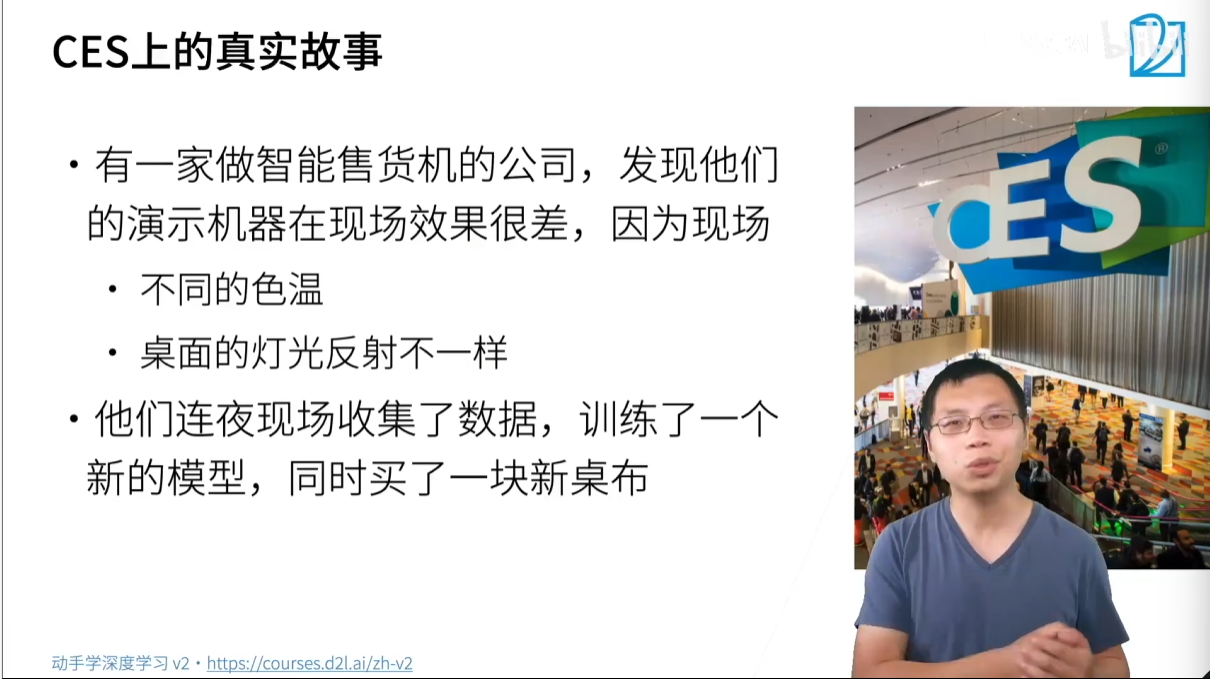 CES上的真实故事
• 有一家做智能售货机的公司，发现他们
的演示机器在现场效果很差，因为现场
• 不同的色温
• 桌面的灯光反射不一样
• 他们连夜现场收集了数据，训练了一个
新的模型，同时买了一块新桌布
CES®
动手学深度学习 v2 • https://courses.d2l.ai/zh-v2